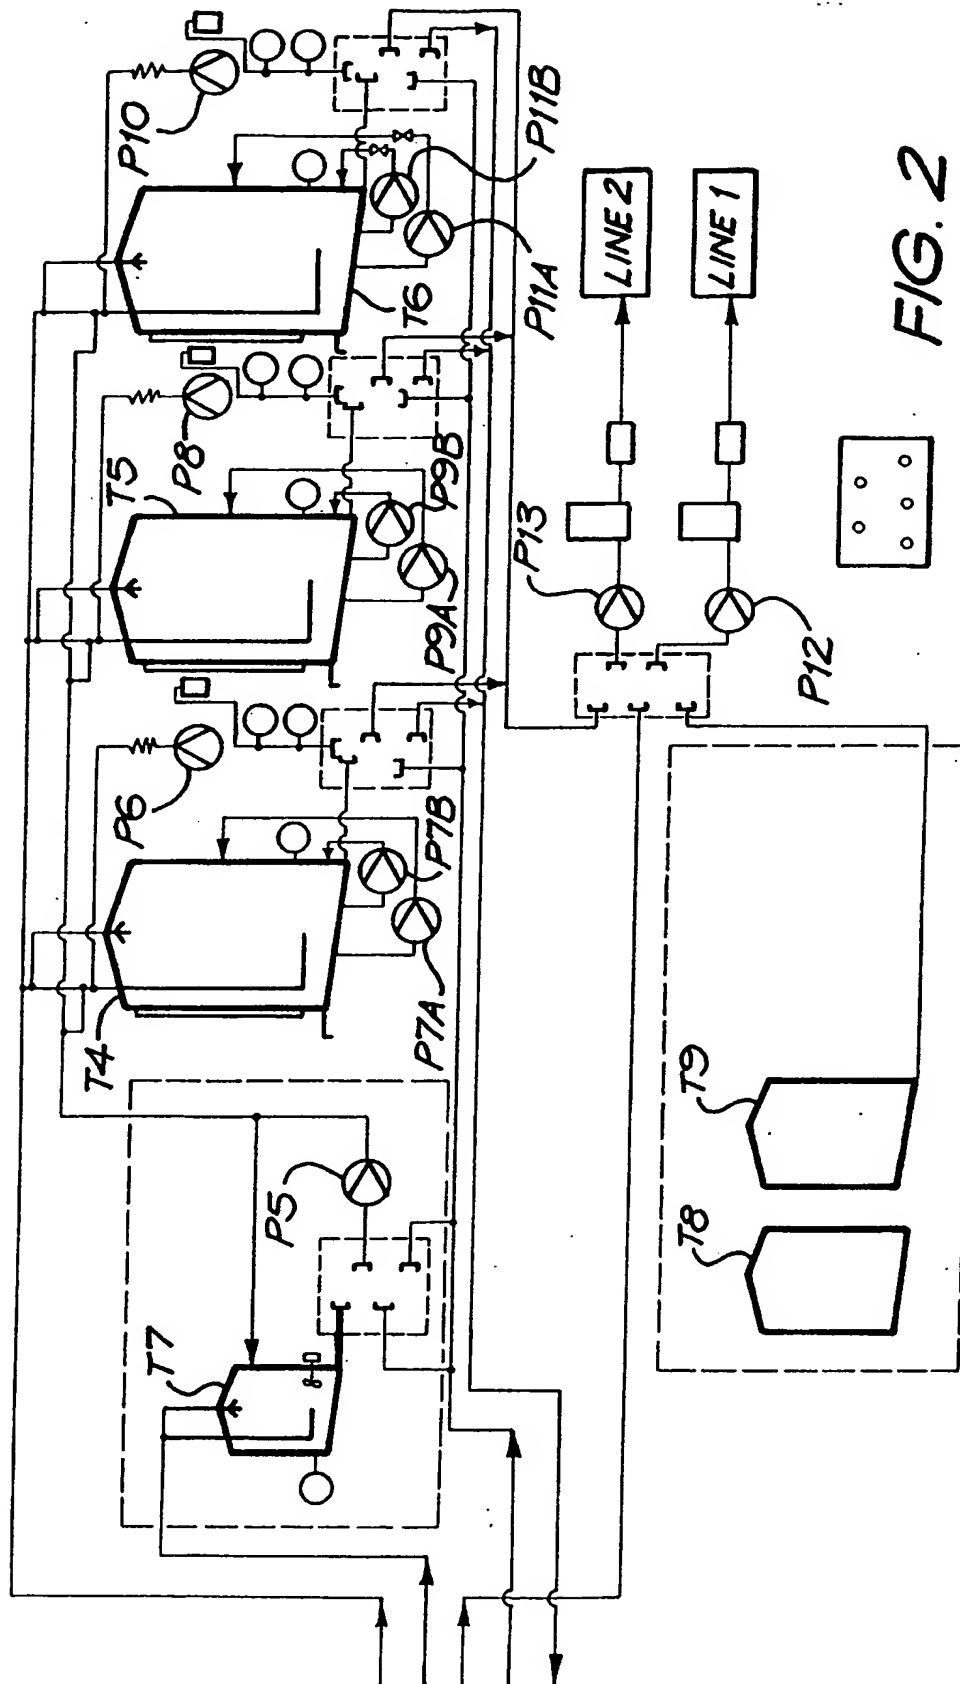 P10
P11B
T6
P11A
P8
T5
P9B
P9A
P6
P7B
T4
P7A
P5
T7
LINE 2
LINE 1
P13
P12
T9
T8
FIG. 2